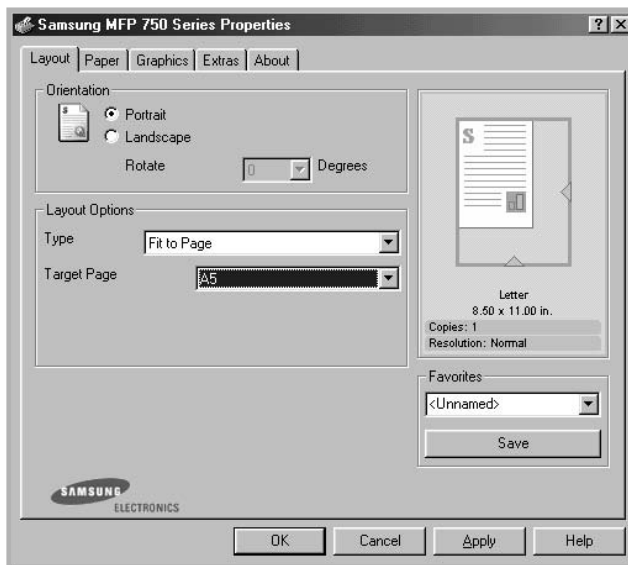 Samsung MFP 750 Series Properties
Layout Paper Graphics Extras About
Orientation
Portrait
Landscape
Rotate 0 Degrees
Layout Options
Type Fit to Page
Target Page A5
S
Letter
8.50 x 11.00 in.
Copies: 1
Resolution: Normal
Favorites
<Unnamed>
Save
SAMSUNG
ELECTRONICS
OK Cancel Apply Help